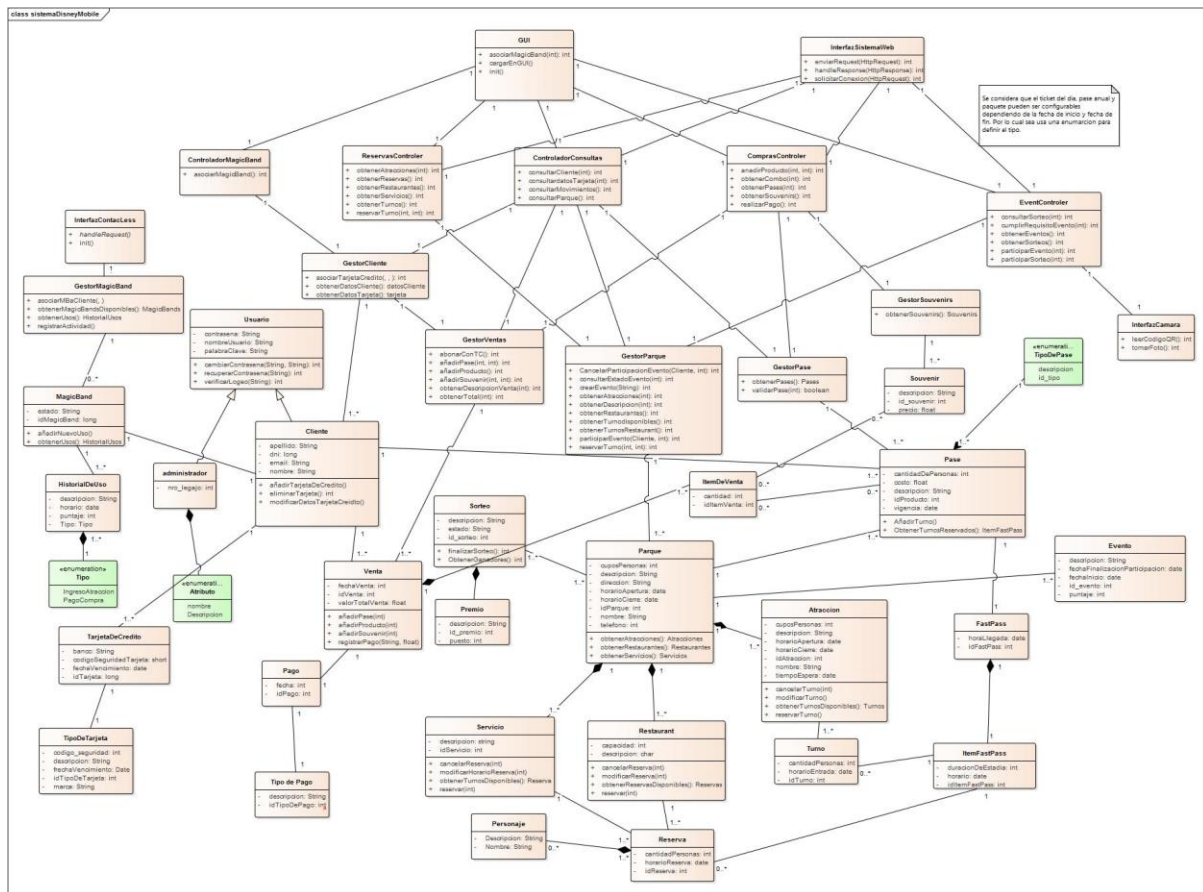 class sistemaDisneyMobile
GUI
+ asociarMagicBand(int): int
+ cargarEnGUI()
+ init()
InterfazSistemaWeb
+ enviarRequest(HttpRequest): int
+ handleResponse(HttpResponse): int
+ solicitarConexion(HttpRequest): int
Se considera que el ticket del dia, pase anual y
paquete pueden ser configurables
dependiendo de la fecha de inicio y fecha de
fin. Por lo cual sea usa una enumarcion para
definir el tipo.
ControladorMagicBand
+ asociarMagidBand(): int
ReservasControler
+ obtenerAtracciones(int): int
+ obtenerReservas(): int
+ obtenerRestaurantes(): int
+ obtenerServicios(): int
+ obtenerTurnos(): int
+ reservarTurno(int, int): int
ControladorConsultas
+ consultarCliente(int): int
+ consultardatosTarjeta(int): int
+ consultarMovimientos(): int
+ consultarParque(): int
ComprasControler
+ anadirProducto(int, int): int
+ obtenerCombo(int): int
+ obtenerPases(int): int
+ obtenerSouvenirs(): int
+ realizarPago(): int
EventControler
+ consultarSorteo(int): int
+ cumplirRequisitoEvento(int): int
+ obtenerEventos(): int
+ obtenerSorteos(): int
+ participarEvento(int): int
+ participarSorteo(int): int
InterfazContacLess
+ handleRequest()
+ init()
GestorMagicBand
+ asociarMBaCliente(, )
+ obtenerMagicBandsDisponibles(): MagicBands
+ obtenerUsos(): HistorialUsos
+ registrarActividad()
GestorCliente
+ asociarTarjetaCredito(, , ): int
+ obtenerDatosCliente(): datosCliente
+ obtenerDatosTarjeta(): tarjeta
Usuario
- contrasena: String
- nombreUsuario: String
- palabraClave: String
+ cambiarContrasena(String, String): int
+ recuperarContrasena(String): int
+ verificarLogeo(String): int
GestorVentas
+ abonarConTC(): int
+ añadirPase(int, int): int
+ añadirProducto(): int
+ añadirSouvenir(int, int): int
+ obtenerDescripcionVenta(int): int
+ obtenerTotal(int): int
GestorParque
+ CancelarParticipacionEvento(Cliente, int): int
+ consultarEstadoEvento(int): int
+ crearEvento(String): int
+ obtenerAtracciones(int): int
+ obtenerDescripcion(int): int
+ obtenerRestaurantes(): int
+ obtenerTurnodisponibles(): int
+ obtenerTurnosRestaurant(): int
+ participarEvento(Cliente, int): int
+ reservarTurno(int, int): int
GestorPase
+ obtenerPases(): Pases
+ validarPase(int): boolean
GestorSouvenirs
+ obtenerSouvenirs(): Souvenirs
Souvenir
- descripcion: String
- id_souvenir: int
- precio: float
«enumerati...
TipoDePase
descripcion
id_tipo
InterfazCamara
+ leerCodigoQR(): int
+ tomarFoto(): int
MagicBand
- estado: String
- idMagicBand: long
+ añadirNuevoUso()
+ obtenerUsos(): HistorialUsos
HistorialDeUso
- descripcion: String
- horario: date
- puntaje: int
- Tipo: Tipo
«enumeration»
Tipo
IngresoAtraccion
PagoCompra
administrador
- nro_legajo: int
«enumerati...
Atributo
nombre
Descripcion
Cliente
- apellido: String
- dni: long
- email: String
- nombre: String
+ añadirTarjetaDeCredito()
+ eliminarTarjeta(): int
+ modificarDatosTarjetaCreidto()
ItemDeVenta
- cantidad: int
- idItemVenta: int
Pase
- cantidadDePersonas: int
- costo: float
- descripcion: String
- idProducto: int
- vigencia: date
+ AñadirTurno()
+ ObtenerTurnosReservados(): ItemFastPass
Sorteo
- descripcion: String
- estado: String
- id_sorteo: int
+ finalizarSorteo(): int
+ ObtenerGanadores(): int
Premio
- descripcion: String
- id_premio: int
- puesto: int
Venta
- fechaVenta: int
- idVenta: int
- valorTotalVenta: float
+ añadirPase(int)
+ añadirProducto(int)
+ añadirSouvenir(int)
+ registrarPago(String, float)
Parque
- cuposPersonas: int
- descripcion: String
- direccion: String
- horarioApertura: date
- horarioCierre: date
- idParque: int
- nombre: String
- telefono: int
+ obtenerAtracciones(): Atracciones
+ obtenerRestaurantes(): Restaurantes
+ obtenerServicios(): Servicios
Evento
- descripcion: String
- fechaFinalizacionParticipacion: date
- fechaInicio: date
- id_evento: int
- puntaje: int
Atraccion
- cuposPersonas: int
- descripcion: String
- horarioApertura: date
- horarioCierre: date
- idAtraccion: int
- nombre: String
- tiempoEspera: date
+ cancelarTurno(int)
+ modificarTurno()
+ obtenerTurnosDisponibles(): Turnos
+ reservarTurno()
FastPass
- horaLlegada: date
- idFastPass: int
TarjetaDeCredito
- banco: String
- codigoSeguridadTarjeta: short
- fechaVencimiento: date
- idTarjeta: long
TipoDeTarjeta
- codigo_seguridad: int
- descripcion: String
- fechaVencimiento: Date
- idTipoDeTarjeta: int
- marca: String
Pago
- fecha: int
- idPago: int
Tipo de Pago
- descripcion: String
- idTipoDePago: int
Servicio
- descripcion: string
- idServicio: int
+ cancelarReserva(int)
+ modificarHorarioReserva(int)
+ obtenerTurnosDisponibles(): Reserva
+ reservar(int)
Restaurant
- capacidad: int
- descripcion: char
+ cancelarReserva(int)
+ modificarReserva(int)
+ obtenerReservasDisponibles(): Reservas
+ reservar(int)
Turno
- cantidadPersonas: int
- horarioEntrada: date
- idTurno: int
ItemFastPass
- duracionDeEstadia: int
- horario: date
- idItemFastPass: int
Personaje
- Descripcion: String
- Nombre: String
Reserva
- cantidadPersonas: int
- horarioReserva: date
- idReserva: int